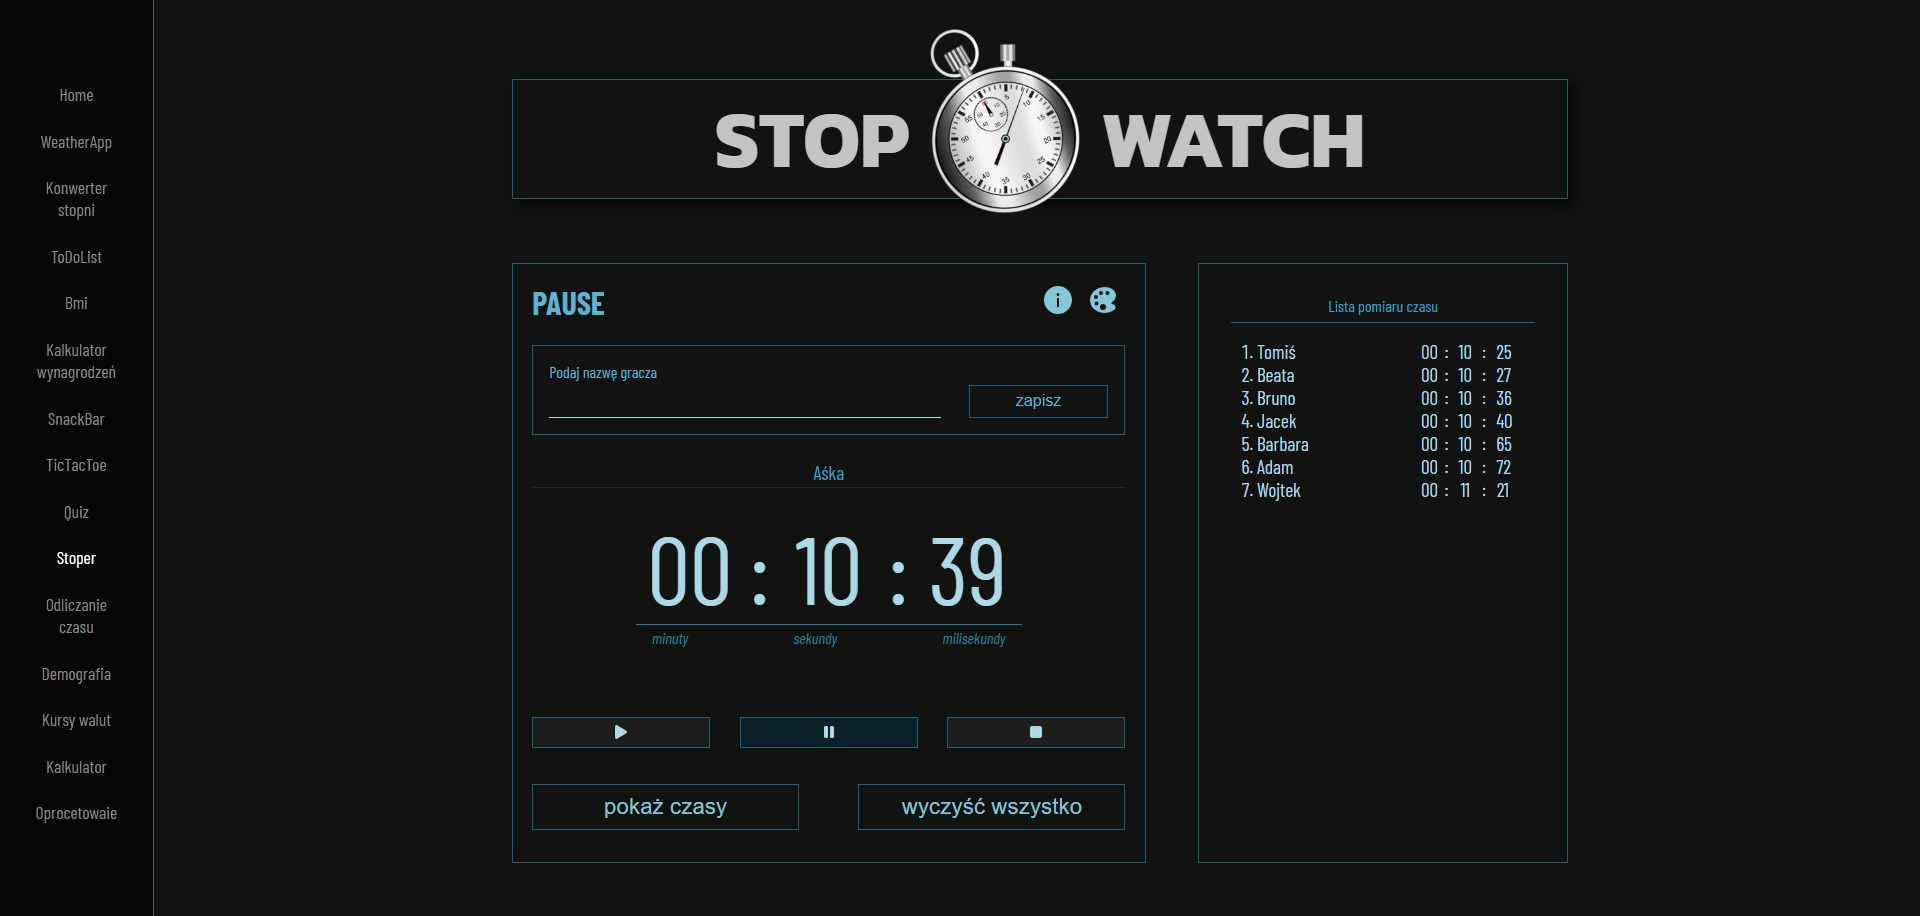 Home
WeatherApp
Konwerter
stopni
ToDoList
Bmi
Kalkulator
wynagrodzeń
SnackBar
TicTacToe
Quiz
Stoper
Odliczanie
czasu
Demografia
Kursy walut
Kalkulator
Oprocetowaie
STOP WATCH
PAUSE
Podaj nazwę gracza
zapisz
Aśka
00 : 10 : 39
minuty sekundy milisekundy
pokaż czasy wyczyść wszystko
Lista pomiaru czasu
1. Tomiś 00 : 10 : 25
2. Beata 00 : 10 : 27
3. Bruno 00 : 10 : 36
4. Jacek 00 : 10 : 40
5. Barbara 00 : 10 : 65
6. Adam 00 : 10 : 72
7. Wojtek 00 : 11 : 21